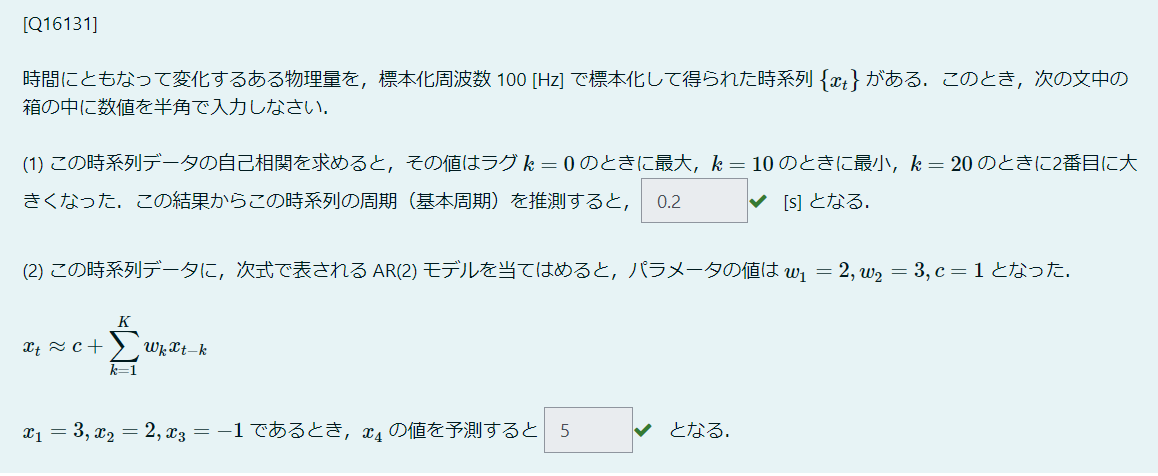 [Q16131]
時間にともなって変化するある物理量を，標本化周波数 100 [Hz] で標本化して得られた時系列 {x_t} がある．このとき，次の文中の
箱の中に数値を半角で入力しなさい．
(1) この時系列データの自己相関を求めると，その値はラグ k = 0 のときに最大，k = 10 のときに最小，k = 20 のときに2番目に大
きくなった．この結果からこの時系列の周期（基本周期）を推測すると， 0.2 ✔ [s] となる．
(2) この時系列データに，次式で表される AR(2) モデルを当てはめると，パラメータの値は w_1 = 2, w_2 = 3, c = 1 となった．
x_t ≈ c + \sum_{k=1}^{K} w_k x_{t-k}
x_1 = 3, x_2 = 2, x_3 = −1 であるとき，x_4 の値を予測すると 5 ✔ となる．